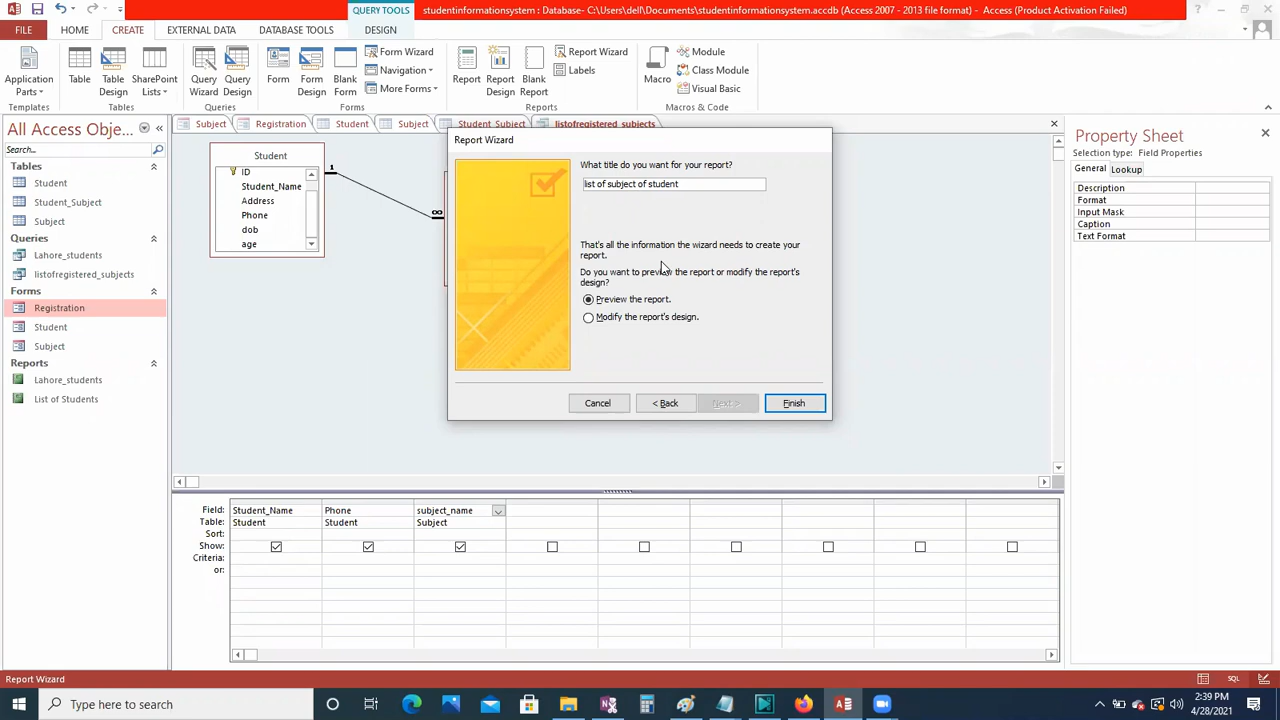 QUERY TOOLS
studentinformationsystem : Database- C:\Users\dell\Documents\studentinformationsystem.accdb (Access 2007 - 2013 file format) - Access (Product Activation Failed)
FILE HOME CREATE EXTERNAL DATA DATABASE TOOLS DESIGN
Application Parts
Table
Table Design
SharePoint Lists
Query Wizard
Query Design
Form
Form Design
Blank Form
Form Wizard
Navigation
More Forms
Report
Report Design
Blank Report
Report Wizard
Labels
Macro
Module
Class Module
Visual Basic
Templates Tables Queries Forms Reports Macros & Code
All Access Obje...
Search...
Tables
Student
Student_Subject
Subject
Queries
Lahore_students
listofregistered_subjects
Forms
Registration
Student
Subject
Reports
Lahore_students
List of Students
Subject Registration Student Subject Student_Subject listofregistered_subjects
Student
ID
Student_Name
Address
Phone
dob
age
1
∞
Report Wizard
What title do you want for your report?
list of subject of student
That's all the information the wizard needs to create your
report.
Do you want to preview the report or modify the report's
design?
Preview the report.
Modify the report's design.
Cancel < Back Next > Finish
Property Sheet
Selection type: Field Properties
General Lookup
Description
Format
Input Mask
Caption
Text Format
Field: Student_Name Phone subject_name
Table: Student Student Subject
Sort:
Show:
Criteria:
or:
Report Wizard
SQL
Type here to search
2:39 PM
4/28/2021